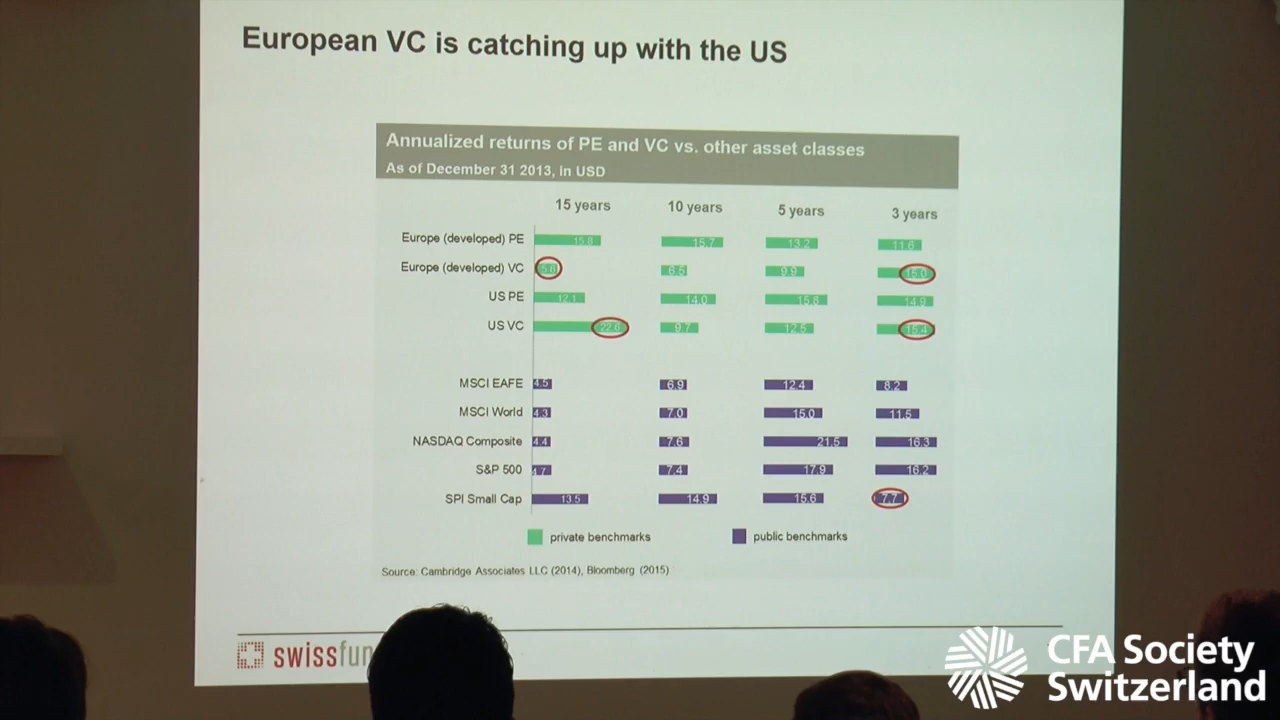 European VC is catching up with the US
Annualized returns of PE and VC vs. other asset classes
As of December 31 2013, in USD
15 years 10 years 5 years 3 years
Europe (developed) PE 15.8 15.7 13.2 11.6
Europe (developed) VC 5.6 6.5 9.9 15.0
US PE 12.1 14.0 15.8 14.9
US VC 22.6 9.7 12.5 15.4
MSCI EAFE 4.5 6.9 12.4 8.2
MSCI World 4.3 7.0 15.0 11.5
NASDAQ Composite 4.4 7.6 21.5 16.3
S&P 500 4.7 7.4 17.9 16.2
SPI Small Cap 13.5 14.9 15.6 7.7
private benchmarks public benchmarks
Source: Cambridge Associates LLC (2014), Bloomberg (2015)
swissfun
CFA Society
Switzerland